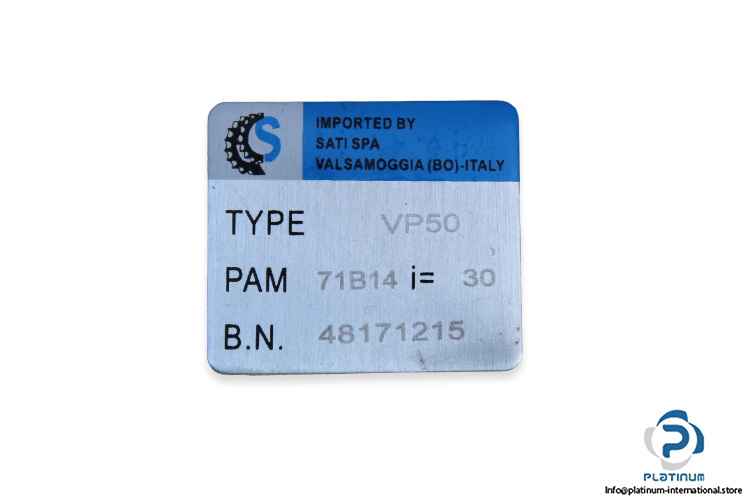 S
IMPORTED BY
SATI SPA
VALSAMOGGIA (BO)-ITALY
TYPE VP50
PAM 71B14 i= 30
B.N. 48171215
P
PLATINUM
Info@platinum-international.store